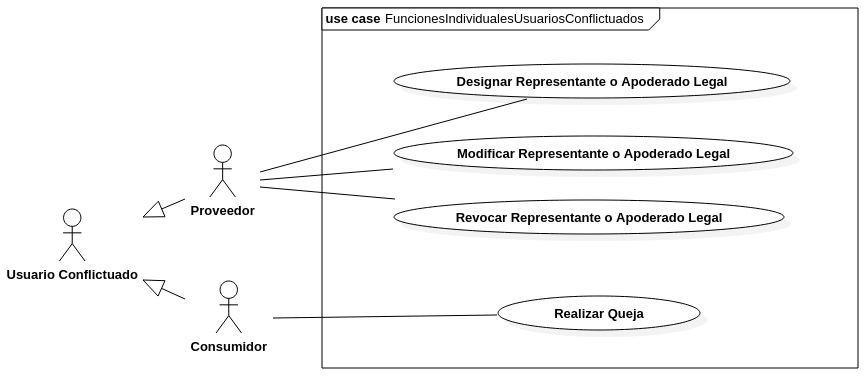 use case FuncionesIndividualesUsuariosConflictuados
Designar Representante o Apoderado Legal
Modificar Representante o Apoderado Legal
Proveedor
Revocar Representante o Apoderado Legal
Usuario Conflictuado
Realizar Queja
Consumidor